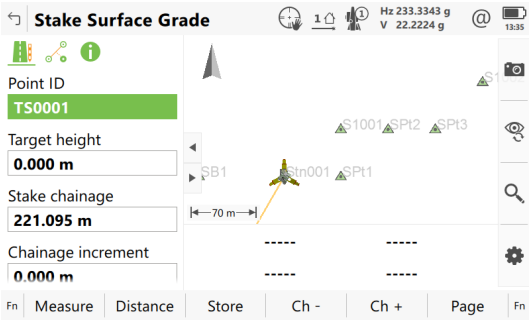 Stake Surface Grade
1
1
Hz 233.3343 g
V 22.2224 g
@
13:35
Point ID
TS0001
Target height
0.000 m
Stake chainage
221.095 m
Chainage increment
0.000 m
S1001
SPt2
SPt3
SB1
Stn001
SPt1
70 m
-----
-----
-----
-----
Fn
Measure
Distance
Store
Ch -
Ch +
Page
Fn